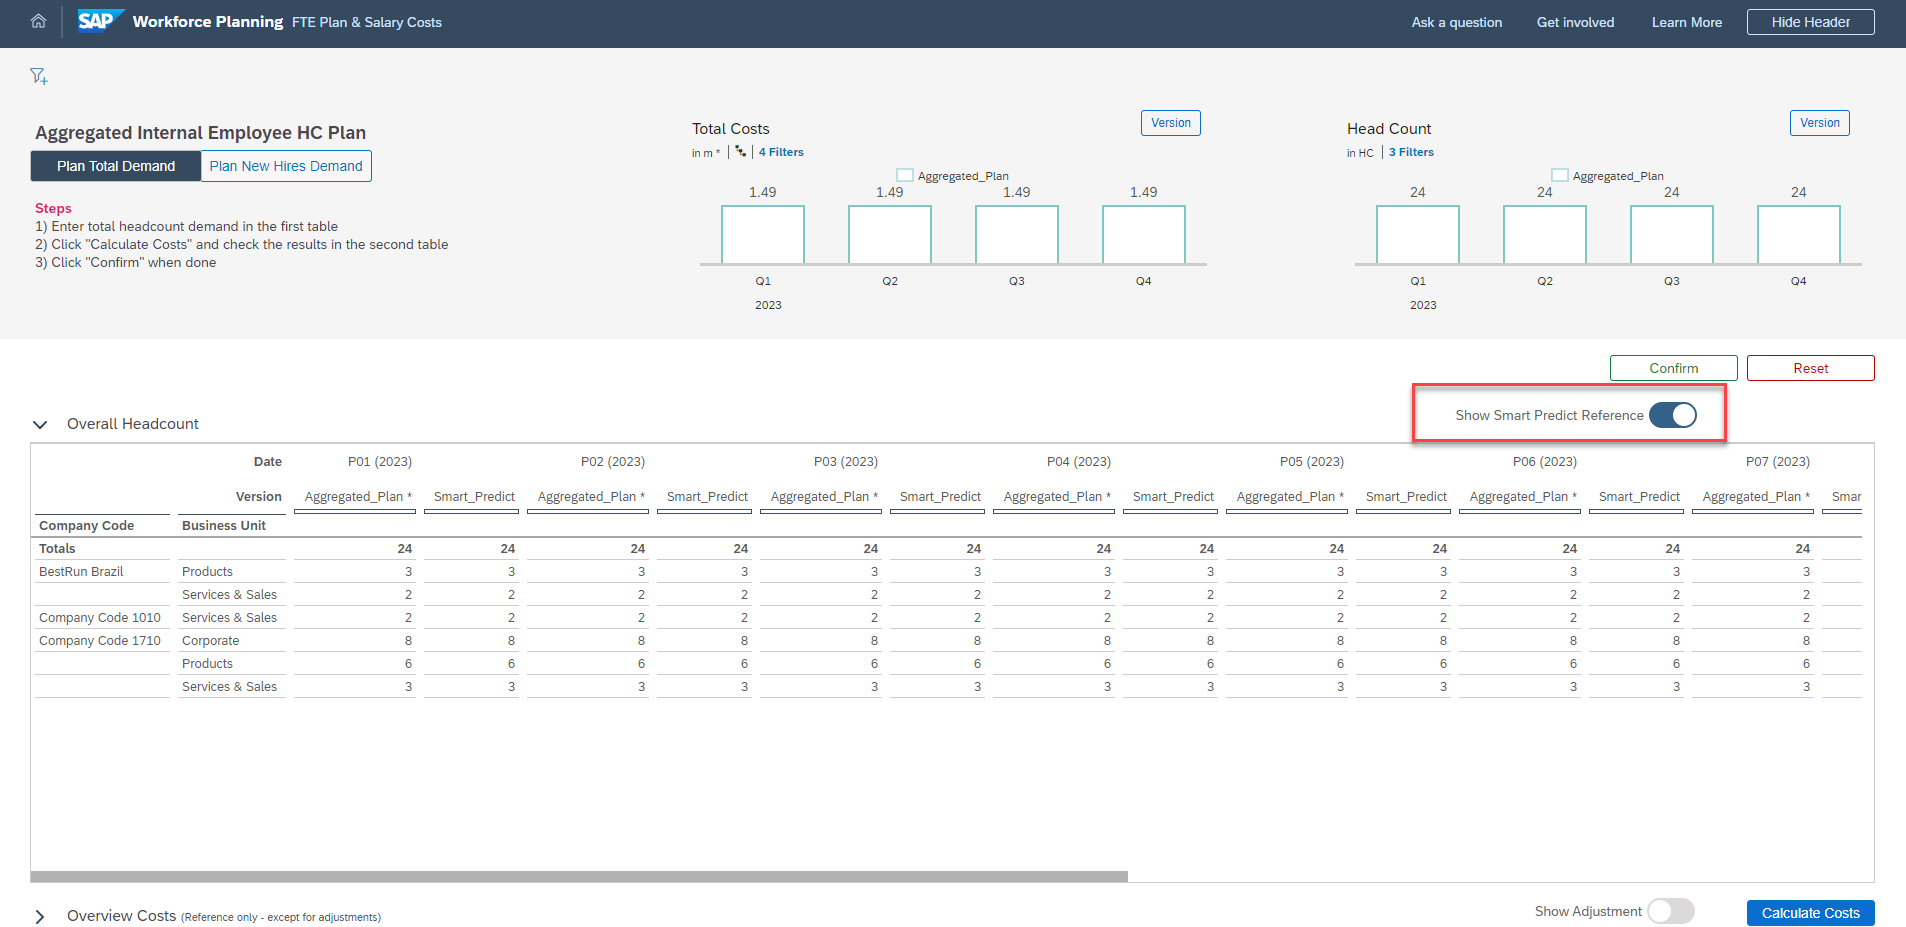 SAP Workforce Planning FTE Plan & Salary Costs Ask a question Get involved Learn More Hide Header
Aggregated Internal Employee HC Plan
Plan Total Demand Plan New Hires Demand
Steps
1) Enter total headcount demand in the first table
2) Click "Calculate Costs" and check the results in the second table
3) Click "Confirm" when done
Total Costs Version
in m * 4 Filters
Aggregated_Plan
1.49 1.49 1.49 1.49
Q1 Q2 Q3 Q4
2023
Head Count Version
in HC 3 Filters
Aggregated_Plan
24 24 24 24
Q1 Q2 Q3 Q4
2023
Confirm Reset
Show Smart Predict Reference
Overall Headcount
Date P01 (2023) P02 (2023) P03 (2023) P04 (2023) P05 (2023) P06 (2023) P07 (2023)
Version Aggregated_Plan * Smart_Predict Aggregated_Plan * Smart_Predict Aggregated_Plan * Smart_Predict Aggregated_Plan * Smart_Predict Aggregated_Plan * Smart_Predict Aggregated_Plan * Smart_Predict Aggregated_Plan * Smar
Company Code Business Unit
Totals 24 24 24 24 24 24 24 24 24 24 24 24 24
BestRun Brazil Products 3 3 3 3 3 3 3 3 3 3 3 3 3
Services & Sales 2 2 2 2 2 2 2 2 2 2 2 2 2
Company Code 1010 Services & Sales 2 2 2 2 2 2 2 2 2 2 2 2 2
Company Code 1710 Corporate 8 8 8 8 8 8 8 8 8 8 8 8 8
Products 6 6 6 6 6 6 6 6 6 6 6 6 6
Services & Sales 3 3 3 3 3 3 3 3 3 3 3 3 3
Overview Costs (Reference only - except for adjustments) Show Adjustment Calculate Costs